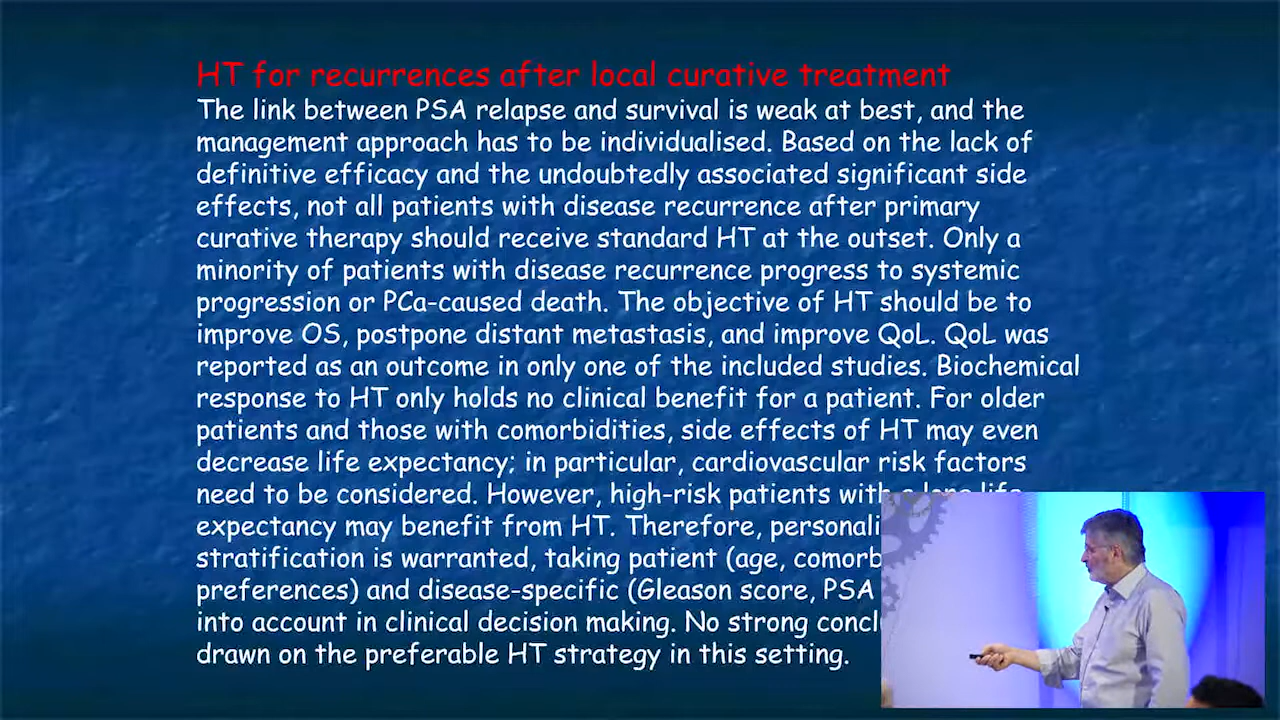 HT for recurrences after local curative treatment
The link between PSA relapse and survival is weak at best, and the
management approach has to be individualised. Based on the lack of
definitive efficacy and the undoubtedly associated significant side
effects, not all patients with disease recurrence after primary
curative therapy should receive standard HT at the outset. Only a
minority of patients with disease recurrence progress to systemic
progression or PCa-caused death. The objective of HT should be to
improve OS, postpone distant metastasis, and improve QoL. QoL was
reported as an outcome in only one of the included studies. Biochemical
response to HT only holds no clinical benefit for a patient. For older
patients and those with comorbidities, side effects of HT may even
decrease life expectancy; in particular, cardiovascular risk factors
need to be considered. However, high-risk patients with a long life
expectancy may benefit from HT. Therefore,
stratification is warranted, taking patient (age,
preferences) and disease-specific (Gleason score, PSA
into account in clinical decision making. No strong
drawn on the preferable HT strategy in this setting.